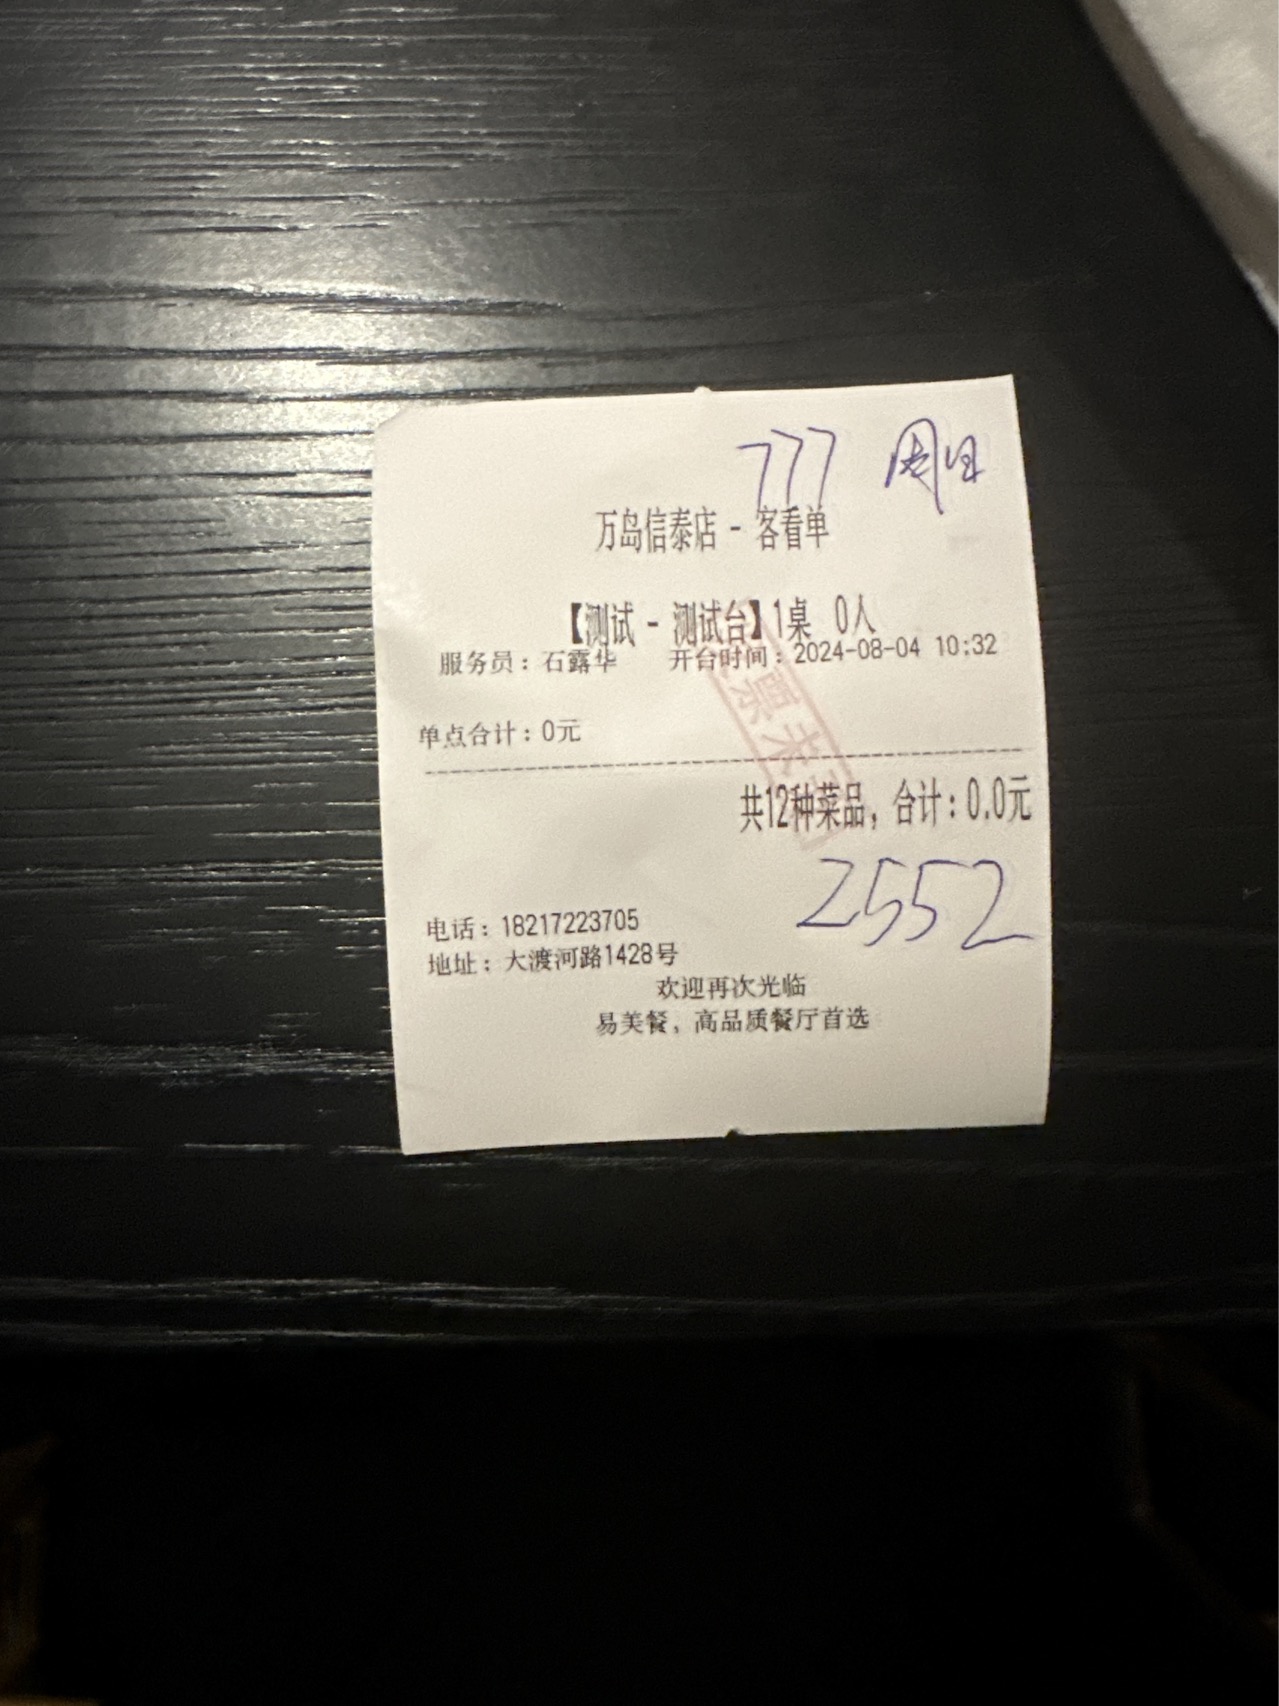 777 周日
万岛信泰店 - 客看单
【测试 - 测试台】1桌 0人
服务员：石露华 开台时间：2024-08-04 10:32
单点合计：0元
共12种菜品，合计：0.0元
2552
电话：18217223705
地址：大渡河路1428号
欢迎再次光临
易美餐，高品质餐厅首选